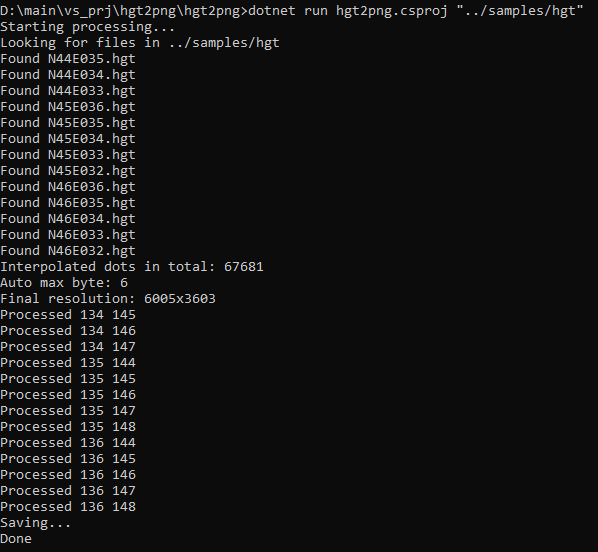 D:\main\vs_prj\hgt2png\hgt2png>dotnet run hgt2png.csproj "../samples/hgt"
Starting processing...
Looking for files in ../samples/hgt
Found N44E035.hgt
Found N44E034.hgt
Found N44E033.hgt
Found N45E036.hgt
Found N45E035.hgt
Found N45E034.hgt
Found N45E033.hgt
Found N45E032.hgt
Found N46E036.hgt
Found N46E035.hgt
Found N46E034.hgt
Found N46E033.hgt
Found N46E032.hgt
Interpolated dots in total: 67681
Auto max byte: 6
Final resolution: 6005x3603
Processed 134 145
Processed 134 146
Processed 134 147
Processed 135 144
Processed 135 145
Processed 135 146
Processed 135 147
Processed 135 148
Processed 136 144
Processed 136 145
Processed 136 146
Processed 136 147
Processed 136 148
Saving...
Done